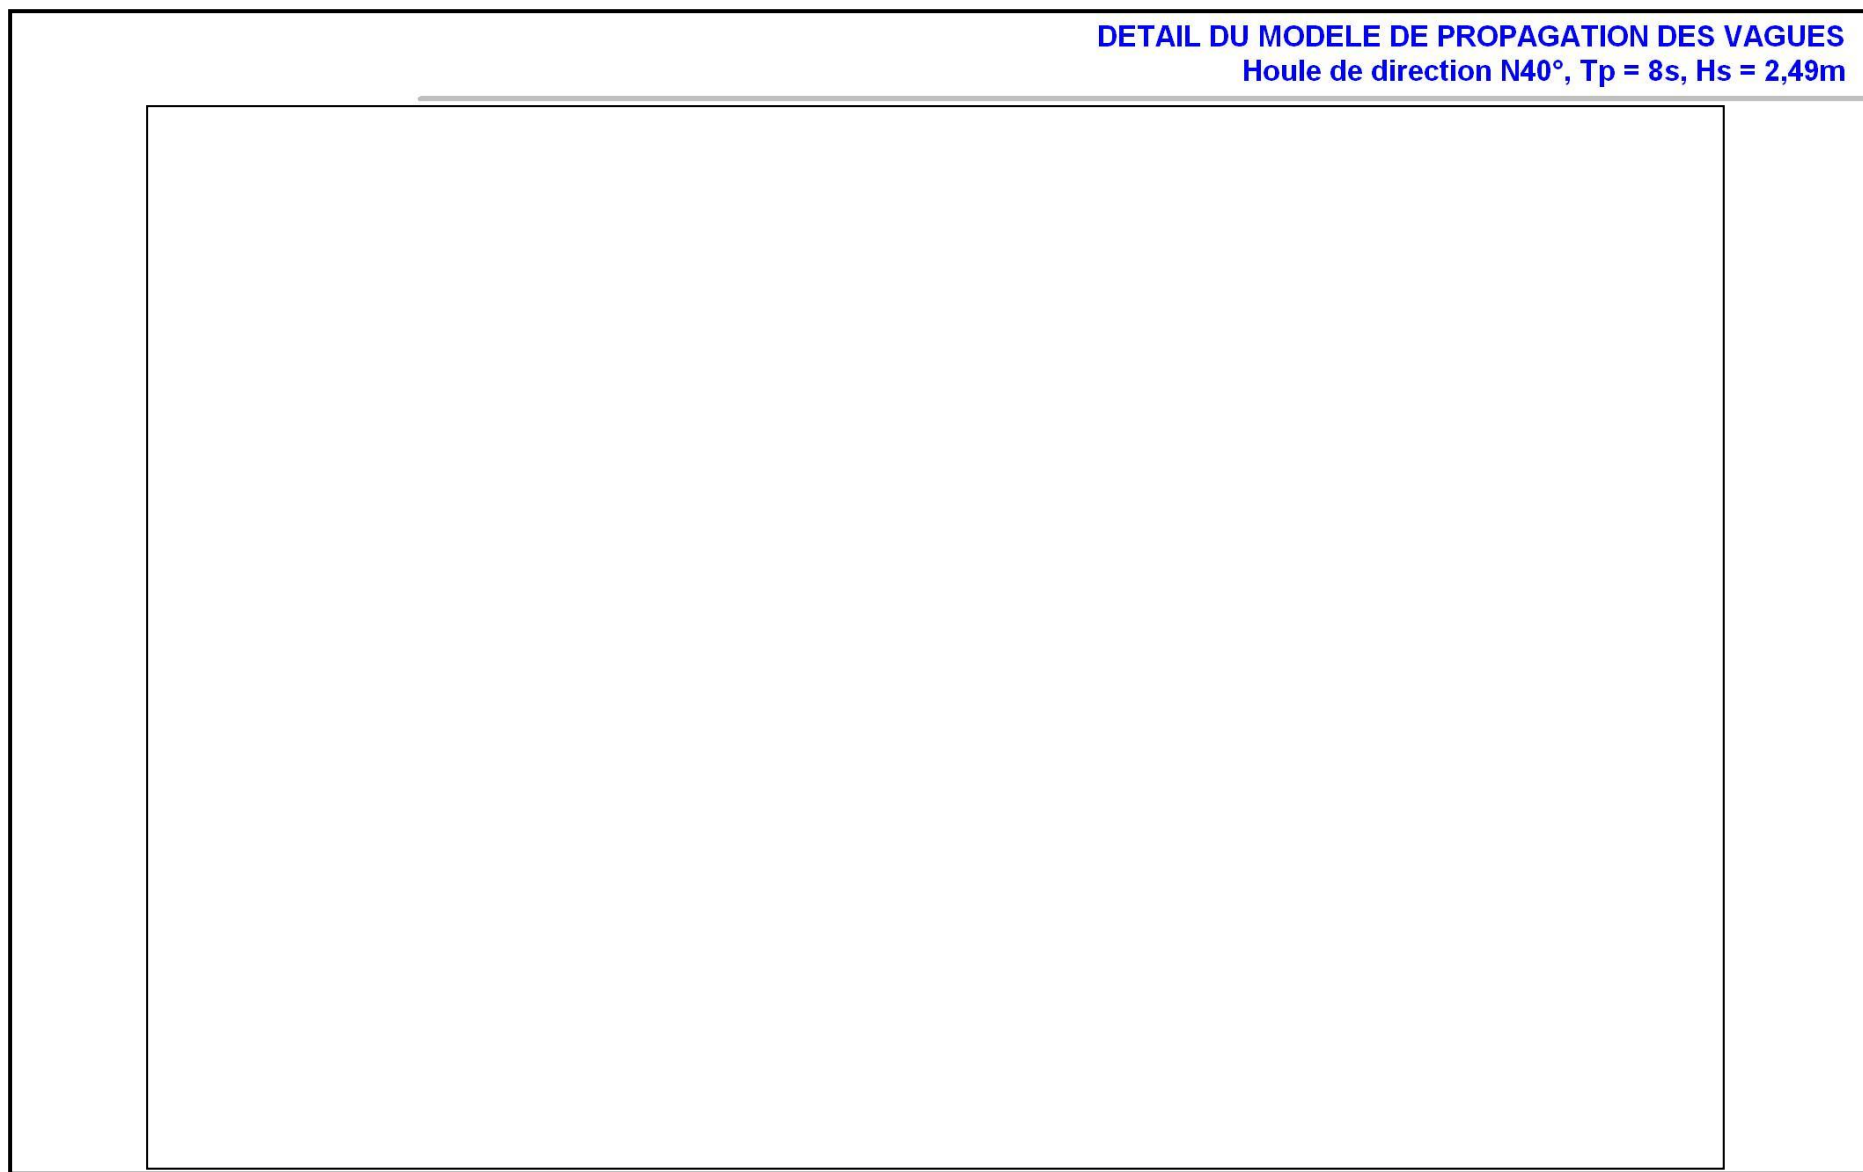 DETAIL DU MODELE DE PROPAGATION DES VAGUES
Houle de direction N40°, Tp = 8s, Hs = 2,49m